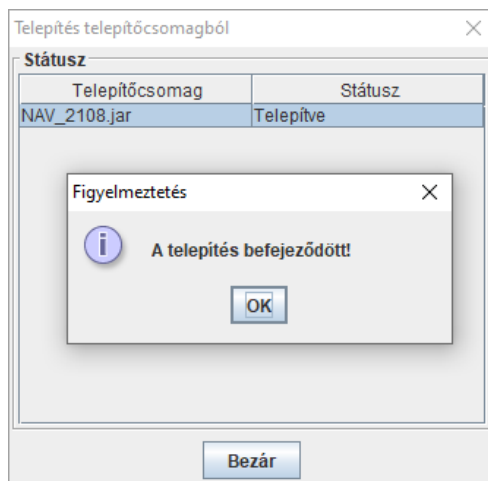 Telepítés telepítőcsomagból
Státusz
Telepítőcsomag Státusz
NAV_2108.jar Telepítve
Figyelmeztetés
A telepítés befejeződött!
OK
Bezár